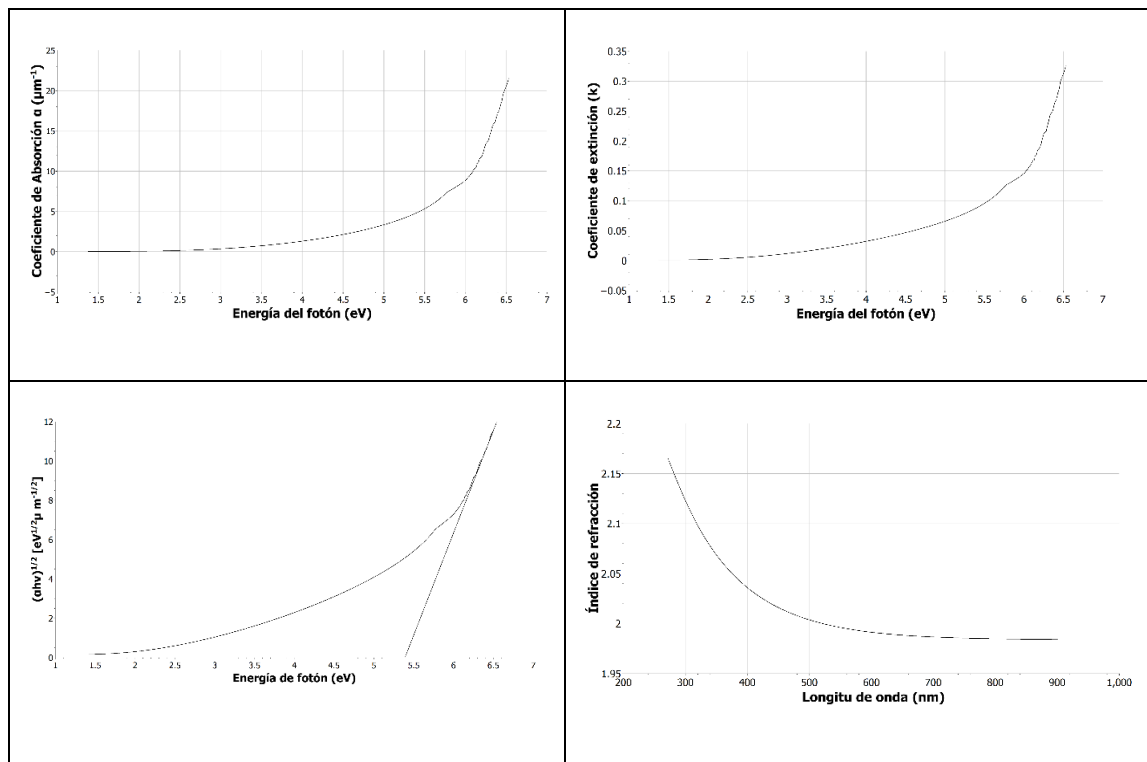 25
20
15
10
5
0
−5
Coeficiente de Absorción α (μm⁻¹)
1 1.5 2 2.5 3 3.5 4 4.5 5 5.5 6 6.5 7
Energía del fotón (eV)
0.35
0.3
0.25
0.2
0.15
0.1
0.05
0
−0.05
Coeficiente de extinción (k)
1 1.5 2 2.5 3 3.5 4 4.5 5 5.5 6 6.5 7
Energía del fotón (eV)
12
10
8
6
4
2
0
(αhν)^1/2 [eV^1/2μ m^-1/2]
1 1.5 2 2.5 3 3.5 4 4.5 5 5.5 6 6.5 7
Energía de fotón (eV)
2.2
2.15
2.1
2.05
2
1.95
Índice de refracción
200 300 400 500 600 700 800 900 1,000
Longitu de onda (nm)